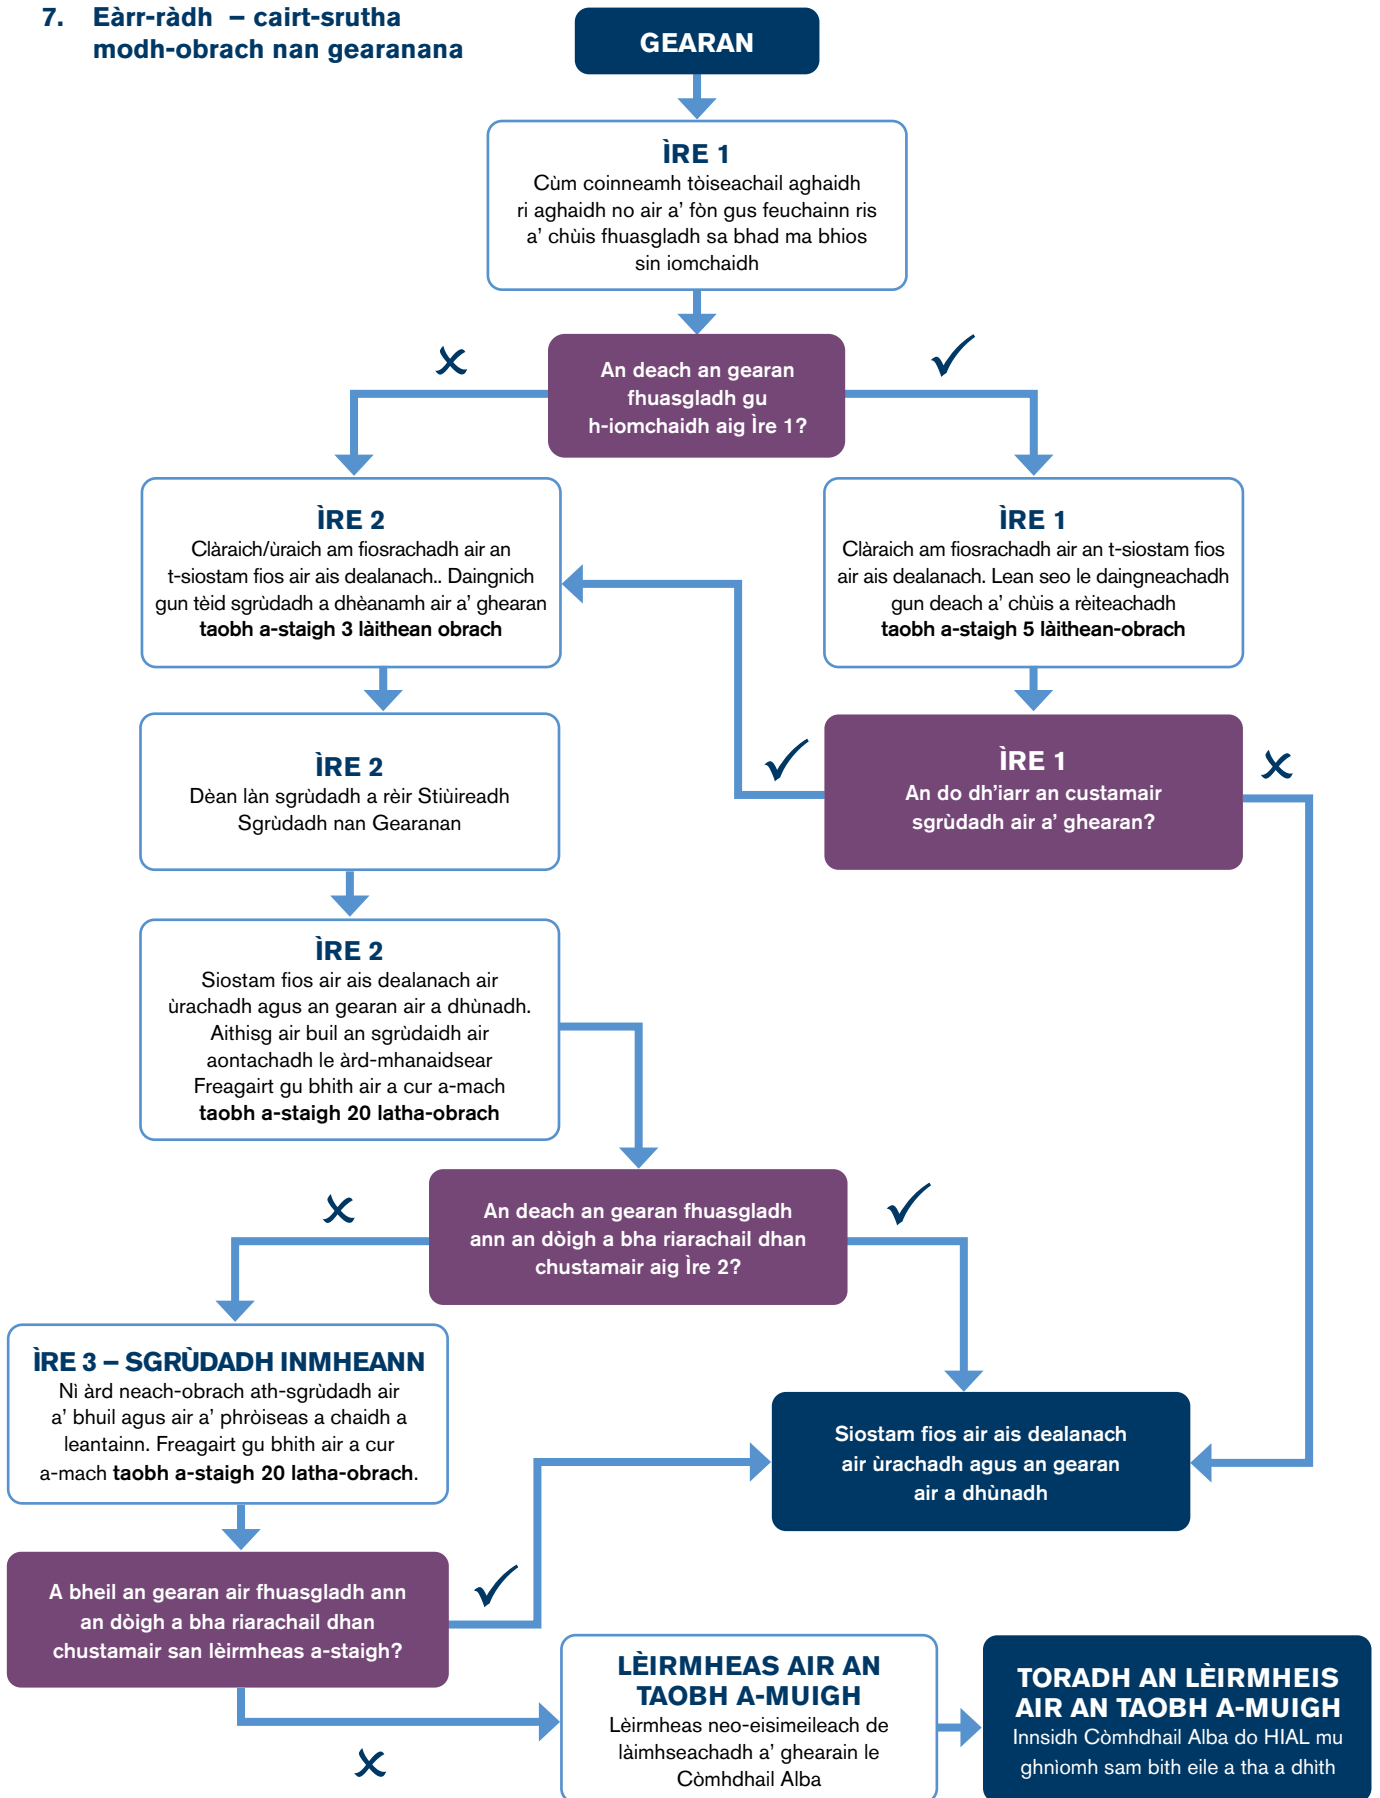 7. Eàrr-ràdh – cairt-srutha
modh-obrach nan gearanana
GEARAN
ÌRE 1
Cùm coinneamh tòiseachail aghaidh
ri aghaidh no air a' fòn gus feuchainn ris
a' chùis fhuasgladh sa bhad ma bhios
sin iomchaidh
An deach an gearan
fhuasgladh gu
h-iomchaidh aig Ìre 1?
ÌRE 2
Clàraich/ùraich am fiosrachadh air an
t-siostam fios air ais dealanach.. Daingnich
gun tèid sgrùdadh a dhèanamh air a' ghearan
taobh a-staigh 3 làithean obrach
ÌRE 1
Clàraich am fiosrachadh air an t-siostam fios
air ais dealanach. Lean seo le daingneachadh
gun deach a' chùis a rèiteachadh
taobh a-staigh 5 làithean-obrach
ÌRE 2
Dèan làn sgrùdadh a rèir Stiùireadh
Sgrùdadh nan Gearanan
ÌRE 1
An do dh'iarr an custamair
sgrùdadh air a' ghearan?
ÌRE 2
Siostam fios air ais dealanach air
ùrachadh agus an gearan air a dhùnadh.
Aithisg air buil an sgrùdaidh air
aontachadh le àrd-mhanaidsear
Freagairt gu bhith air a cur a-mach
taobh a-staigh 20 latha-obrach
An deach an gearan fhuasgladh
ann an dòigh a bha riarachail dhan
chustamair aig Ìre 2?
ÌRE 3 – SGRÙDADH INMHEANN
Nì àrd neach-obrach ath-sgrùdadh air
a' bhuil agus air a' phròiseas a chaidh a
leantainn. Freagairt gu bhith air a cur
a-mach taobh a-staigh 20 latha-obrach.
Siostam fios air ais dealanach
air ùrachadh agus an gearan
air a dhùnadh
A bheil an gearan air fhuasgladh ann
an dòigh a bha riarachail dhan
chustamair san lèirmheas a-staigh?
LÈIRMHEAS AIR AN
TAOBH A-MUIGH
Lèirmheas neo-eisimeileach de
làimhseachadh a' ghearain le
Còmhdhail Alba
TORADH AN LÈIRMHEIS
AIR AN TAOBH A-MUIGH
Innsidh Còmhdhail Alba do HIAL mu
ghnìomh sam bith eile a tha a dhìth